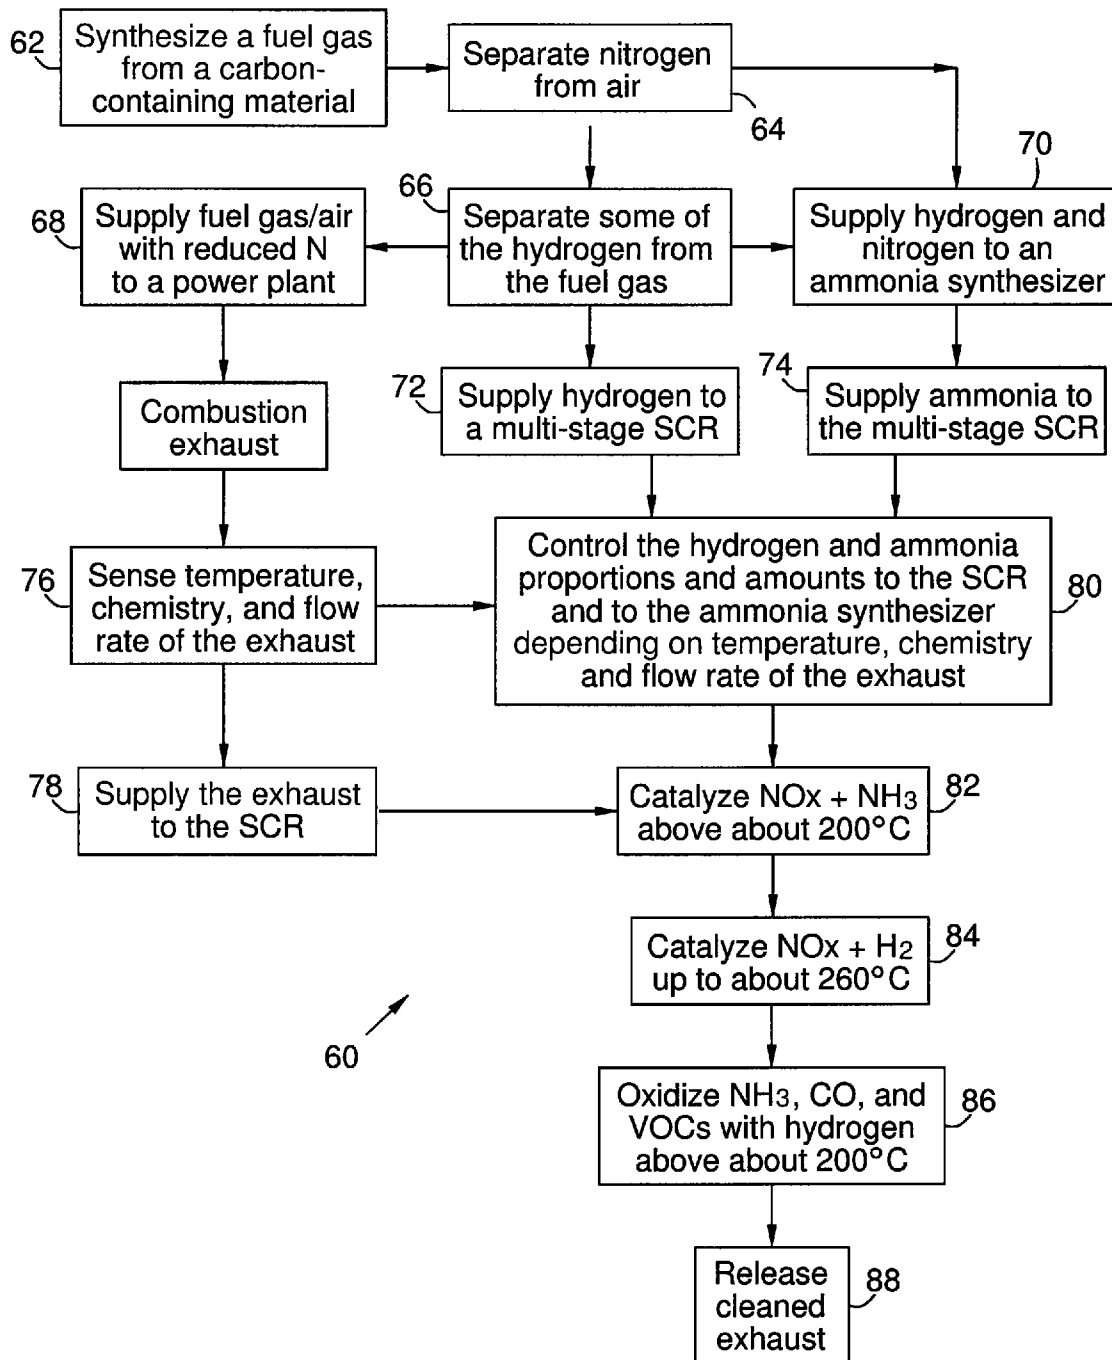 62
Synthesize a fuel gas
from a carbon-
containing material
Separate nitrogen
from air
64
70
68
Supply fuel gas/air
with reduced N
to a power plant
66
Separate some of
the hydrogen from
the fuel gas
Supply hydrogen and
nitrogen to an
ammonia synthesizer
Combustion
exhaust
72
Supply hydrogen to
a multi-stage SCR
74
Supply ammonia to
the multi-stage SCR
76
Sense temperature,
chemistry, and flow
rate of the exhaust
Control the hydrogen and ammonia
proportions and amounts to the SCR
and to the ammonia synthesizer
depending on temperature, chemistry
and flow rate of the exhaust
80
78
Supply the exhaust
to the SCR
Catalyze NOx + NH3
above about 200°C
82
Catalyze NOx + H2
up to about 260°C
84
60
Oxidize NH3, CO, and
VOCs with hydrogen
above about 200°C
86
Release
cleaned
exhaust
88